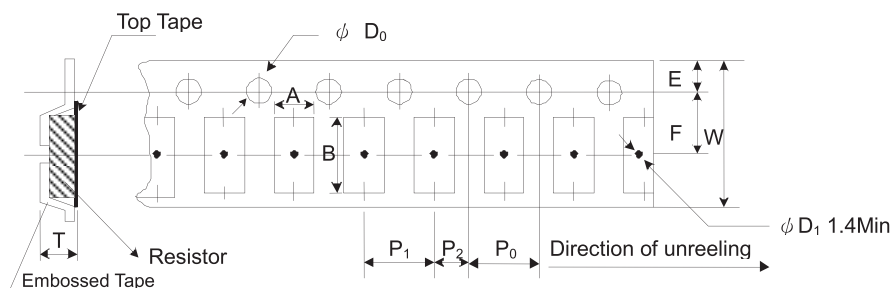 Top Tape
ϕ D₀
E
A
F
W
B
ϕ D₁ 1.4Min
T
Resistor
P₁
P₂
P₀
Direction of unreeling
Embossed Tape